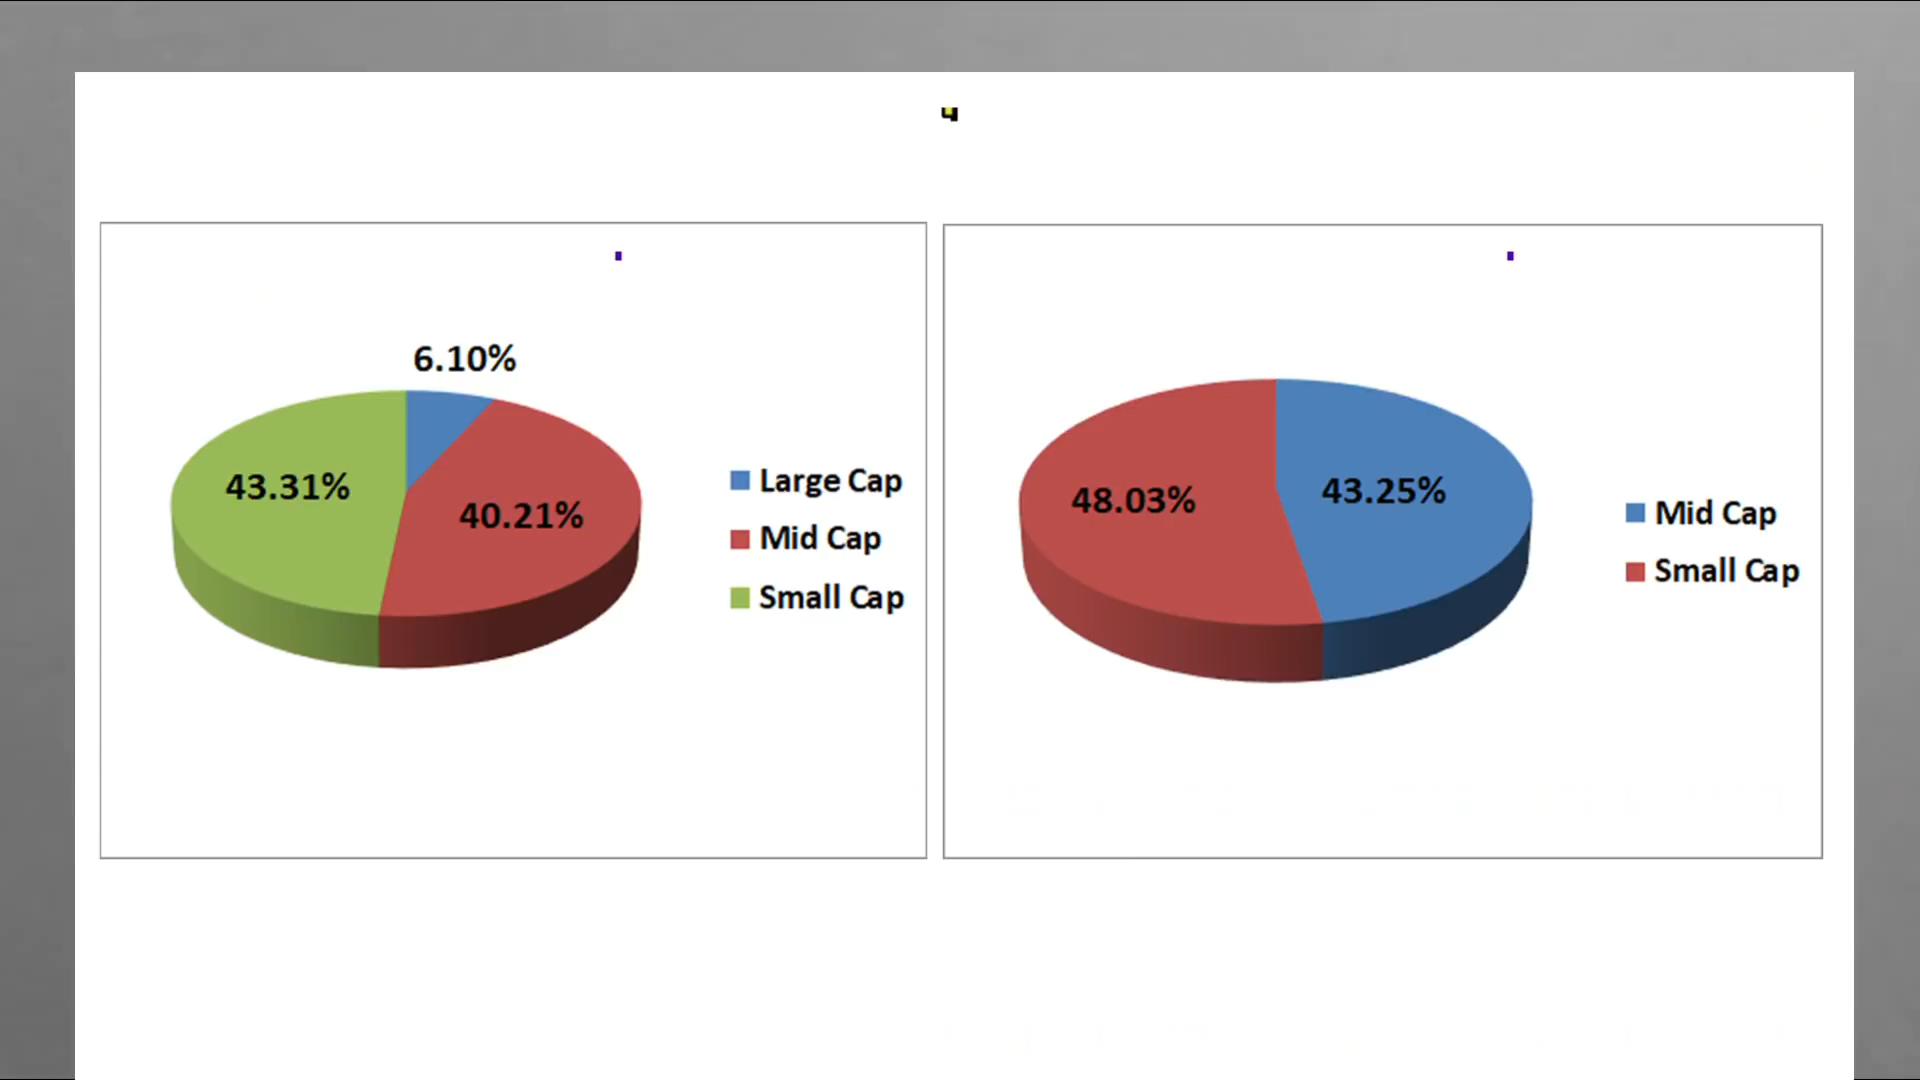 6.10%
43.31%
40.21%
Large Cap
Mid Cap
Small Cap
48.03%
43.25%
Mid Cap
Small Cap